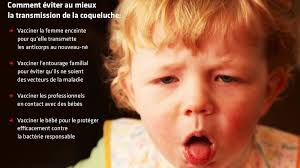 Comment éviter au mieux
la transmission de la coqueluche
Vacciner la femme enceinte
pour qu'elle transmette
les anticorps au nouveau-né
Vacciner l'entourage familial
pour éviter qu'ils ne soient
des vecteurs de la maladie
Vacciner les professionnels
en contact avec des bébés
Vacciner le bébé pour le protéger
efficacement contre
la bactérie responsable